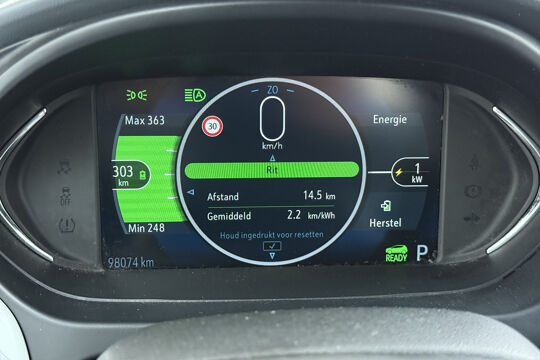 ZO
A
Max 363
30
0
km/h
Energie
Rit
303
km
1
kW
Afstand 14.5 km
Gemiddeld 2.2 km/kWh
OFF
Min 248
Herstel
Houd ingedrukt voor resetten
98074 km
READY P